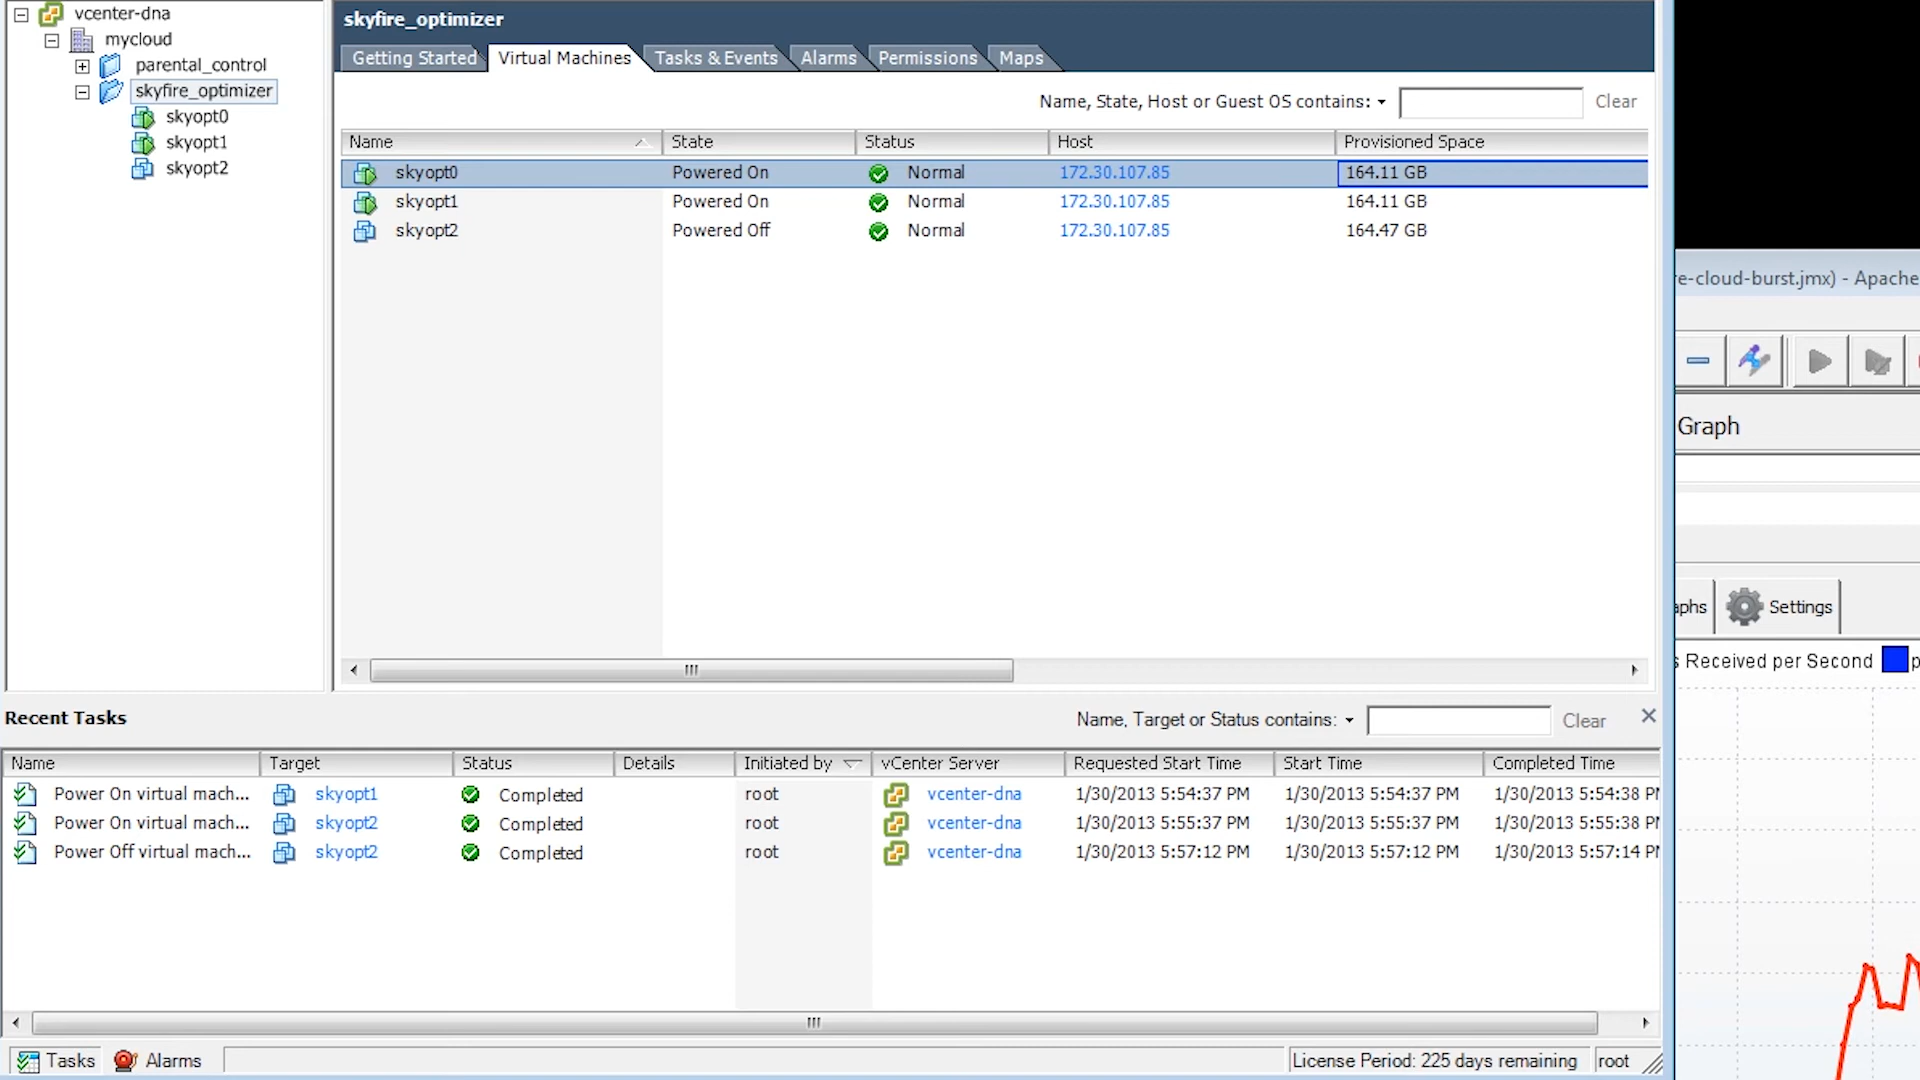 vcenter-dna
mycloud
parental_control
skyfire_optimizer
skyopt0
skyopt1
skyopt2
skyfire_optimizer
Getting Started Virtual Machines Tasks & Events Alarms Permissions Maps
Name, State, Host or Guest OS contains: Clear
Name State Status Host Provisioned Space
skyopt0 Powered On Normal 172.30.107.85 164.11 GB
skyopt1 Powered On Normal 172.30.107.85 164.11 GB
skyopt2 Powered Off Normal 172.30.107.85 164.47 GB
re-cloud-burst.jmx) - Apache
Graph
aphs Settings
s Received per Second p
Recent Tasks Name, Target or Status contains: Clear
Name Target Status Details Initiated by vCenter Server Requested Start Time Start Time Completed Time
Power On virtual mach... skyopt1 Completed root vcenter-dna 1/30/2013 5:54:37 PM 1/30/2013 5:54:37 PM 1/30/2013 5:54:38 PM
Power On virtual mach... skyopt2 Completed root vcenter-dna 1/30/2013 5:55:37 PM 1/30/2013 5:55:37 PM 1/30/2013 5:55:38 PM
Power Off virtual mach... skyopt2 Completed root vcenter-dna 1/30/2013 5:57:12 PM 1/30/2013 5:57:12 PM 1/30/2013 5:57:14 PM
Tasks Alarms License Period: 225 days remaining root